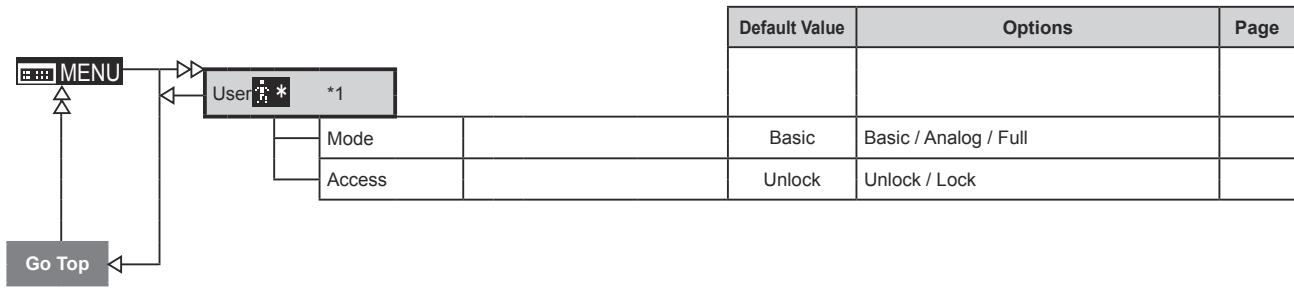 Default Value Options Page
MENU
User * *1
Mode Basic Basic / Analog / Full
Access Unlock Unlock / Lock
Go Top